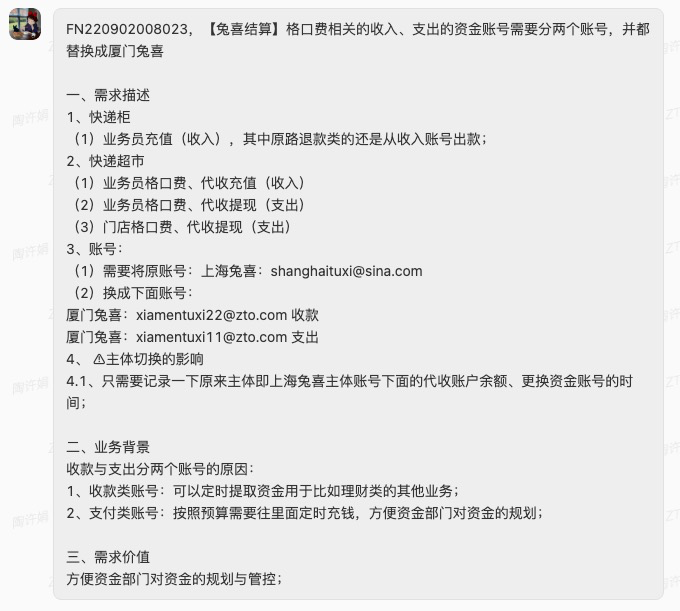 FN220902008023，【兔喜结算】格口费相关的收入、支出的资金账号需要分两个账号，并都
替换成厦门兔喜
一、需求描述
1、快递柜
（1）业务员充值（收入），其中原路退款类的还是从收入账号出款；
2、快递超市
（1）业务员格口费、代收充值（收入）
（2）业务员格口费、代收提现（支出）
（3）门店格口费、代收提现（支出）
3、账号：
（1）需要将原账号：上海兔喜：shanghaituxi@sina.com
（2）换成下面账号：
厦门兔喜：xiamentuxi22@zto.com 收款
厦门兔喜：xiamentuxi11@zto.com 支出
4、 ⚠主体切换的影响
4.1、只需要记录一下原来主体即上海兔喜主体账号下面的代收账户余额、更换资金账号的时
间；
二、业务背景
收款与支出分两个账号的原因：
1、收款类账号：可以定时提取资金用于比如理财类的其他业务；
2、支付类账号：按照预算需要往里面定时充钱，方便资金部门对资金的规划；
三、需求价值
方便资金部门对资金的规划与管控；